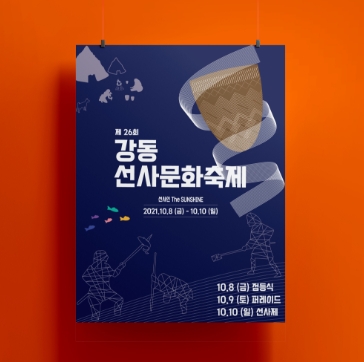 제 26회
강동
선사문화축제
선사인 The SUNSHINE
2021.10.8 (금) - 10.10 (일)
10.8 (금) 점등식
10.9 (토) 퍼레이드
10.10 (일) 선사제